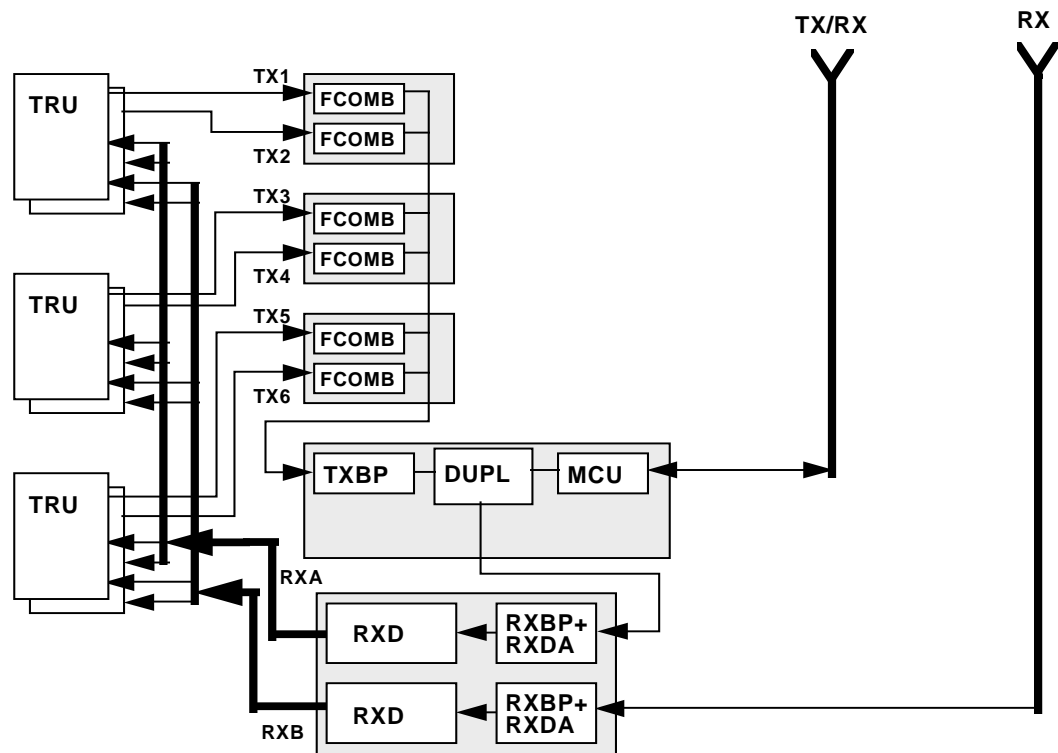 TX/RX
RX
TRU
TX1
FCOMB
FCOMB
TX2
TX3
FCOMB
FCOMB
TX4
TRU
TX5
FCOMB
FCOMB
TX6
TRU
TXBP
DUPL
MCU
RXA
RXD
RXBP+
RXDA
RXB
RXD
RXBP+
RXDA